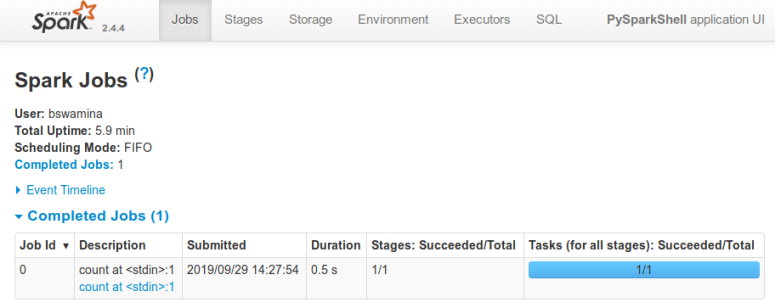 APACHE Spark 2.4.4 Jobs Stages Storage Environment Executors SQL PySparkShell application UI
Spark Jobs (?)
User: bswamina
Total Uptime: 5.9 min
Scheduling Mode: FIFO
Completed Jobs: 1
Event Timeline
Completed Jobs (1)
Job Id ▾ Description Submitted Duration Stages: Succeeded/Total Tasks (for all stages): Succeeded/Total
0 count at <stdin>:1 2019/09/29 14:27:54 0.5 s 1/1 1/1
count at <stdin>:1